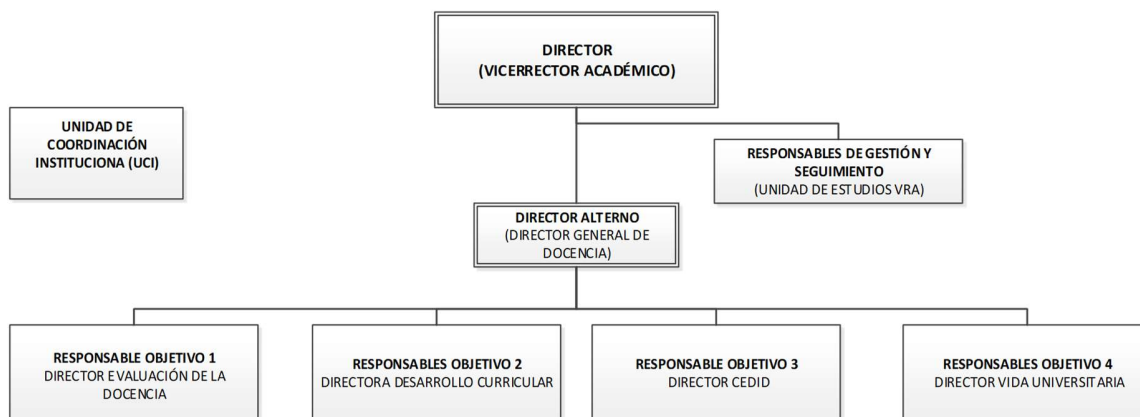 DIRECTOR
(VICERRECTOR ACADÉMICO)
UNIDAD DE
COORDINACIÓN
INSTITUCIONA (UCI)
RESPONSABLES DE GESTIÓN Y
SEGUIMIENTO
(UNIDAD DE ESTUDIOS VRA)
DIRECTOR ALTERNO
(DIRECTOR GENERAL DE
DOCENCIA)
RESPONSABLE OBJETIVO 1
DIRECTOR EVALUACIÓN DE LA
DOCENCIA
RESPONSABLES OBJETIVO 2
DIRECTORA DESARROLLO CURRICULAR
RESPONSABLE OBJETIVO 3
DIRECTOR CEDID
RESPONSABLES OBJETIVO 4
DIRECTOR VIDA UNIVERSITARIA